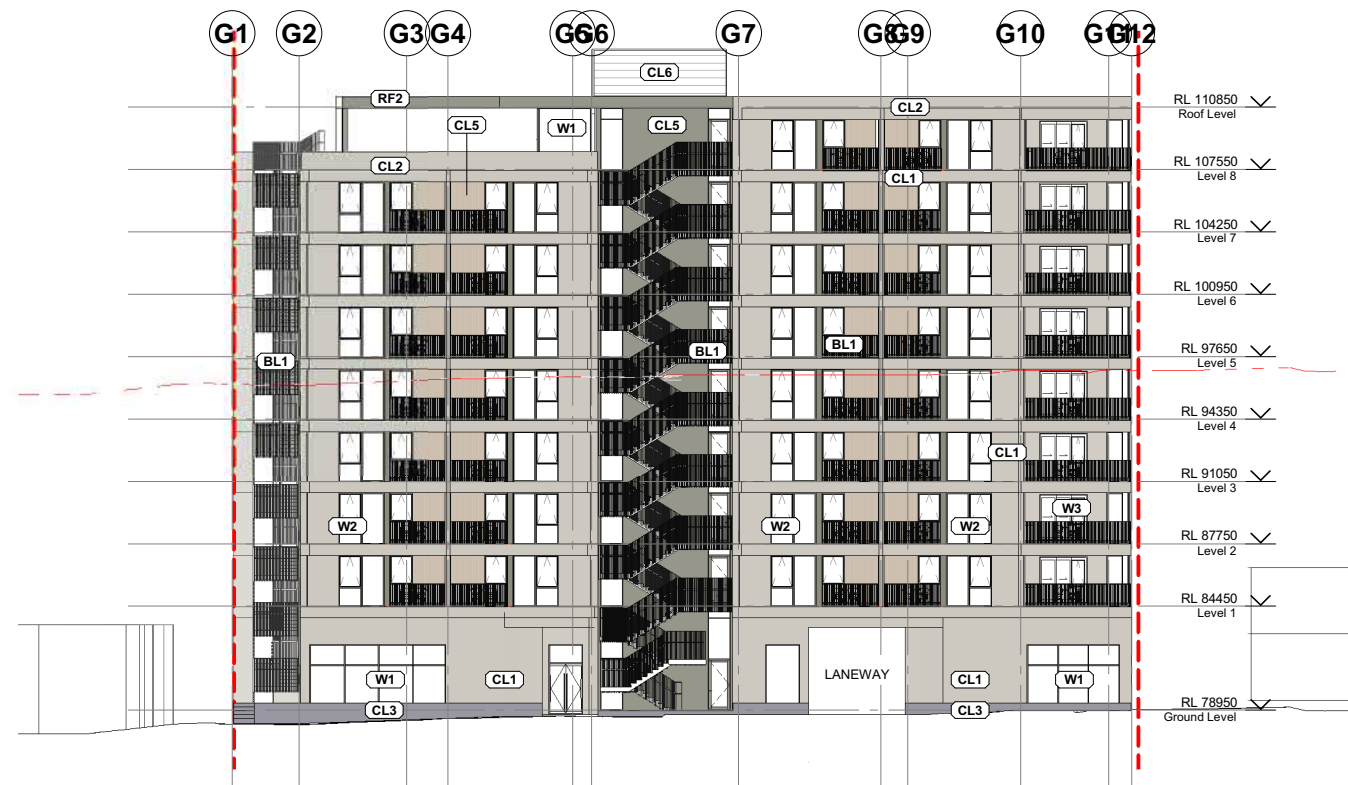 G1
G2
G3
G4
G5
G6
G7
G8
G9
G10
G11
G12
CL6
RF2
CL5
W1
CL5
CL2
RL 110850
Roof Level
CL2
CL1
RL 107550
Level 8
RL 104250
Level 7
RL 100950
Level 6
BL1
BL1
BL1
RL 97650
Level 5
RL 94350
Level 4
CL1
RL 91050
Level 3
W2
W2
W2
W3
RL 87750
Level 2
RL 84450
Level 1
W1
CL1
LANEWAY
CL1
W1
CL3
CL3
RL 78950
Ground Level